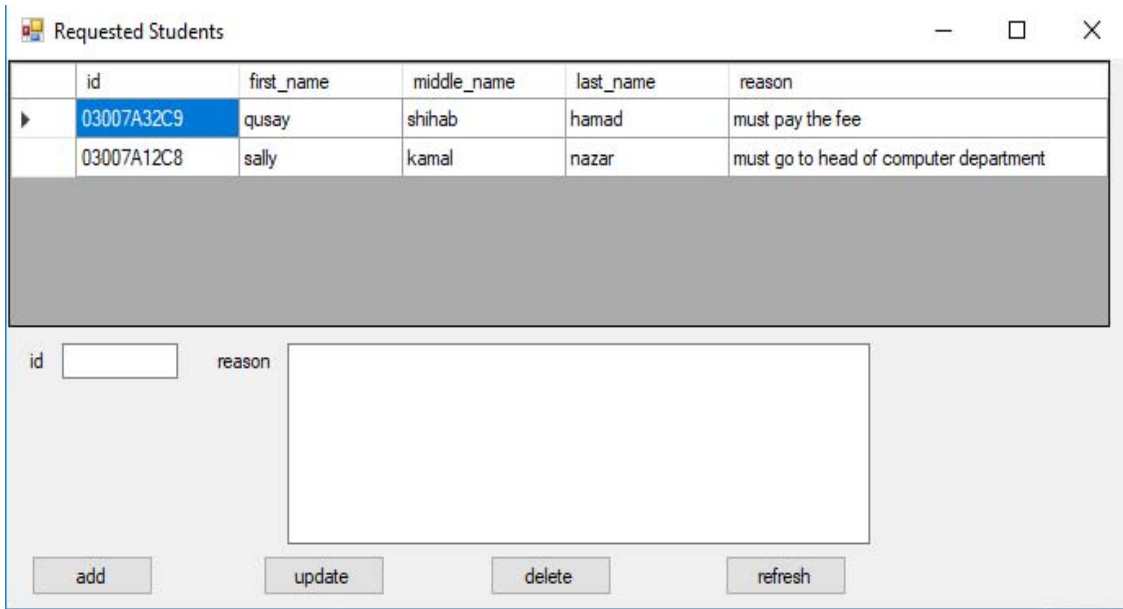 Requested Students
id first_name middle_name last_name reason
03007A32C9 qusay shihab hamad must pay the fee
03007A12C8 sally kamal nazar must go to head of computer department
id reason
add update delete refresh